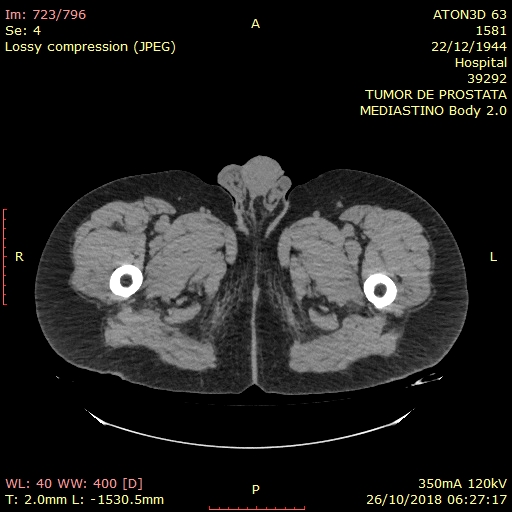 Im: 723/796
Se: 4
Lossy compression (JPEG)
A
ATON3D 63
1581
22/12/1944
Hospital
39292
TUMOR DE PROSTATA
MEDIASTINO Body 2.0
R
L
WL: 40 WW: 400 [D]
T: 2.0mm L: -1530.5mm
P
350mA 120kV
26/10/2018 06:27:17